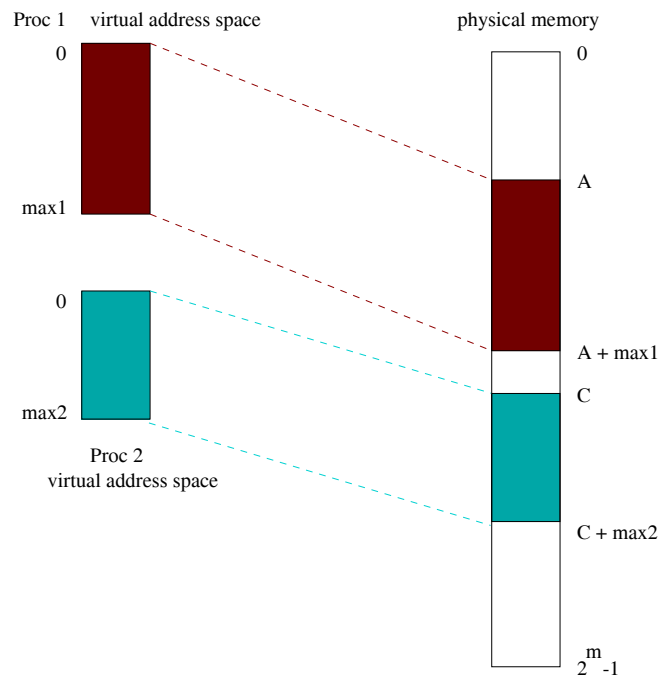 Proc 1 virtual address space
0
max1
0
max2
Proc 2
virtual address space
physical memory
0
A
A + max1
C
C + max2
2^m-1